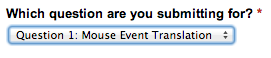 Which question are you submitting for? *
Question 1: Mouse Event Translation